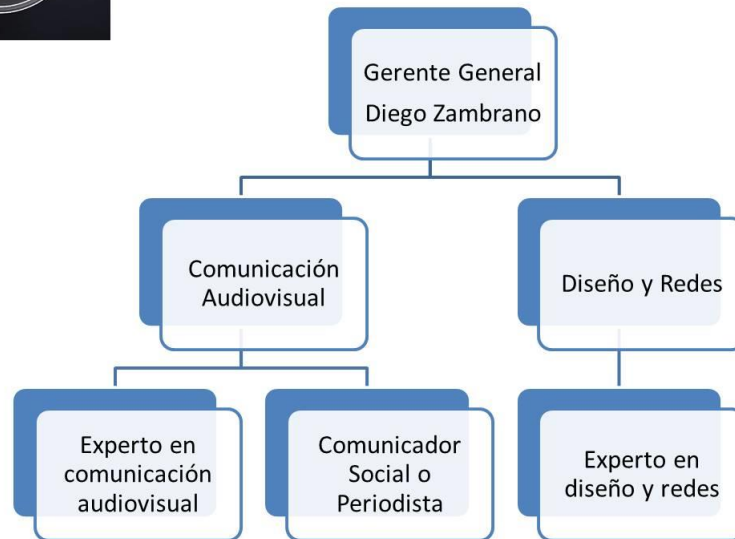 Gerente General
Diego Zambrano
Comunicación
Audiovisual
Diseño y Redes
Experto en
comunicación
audiovisual
Comunicador
Social o
Periodista
Experto en
diseño y redes